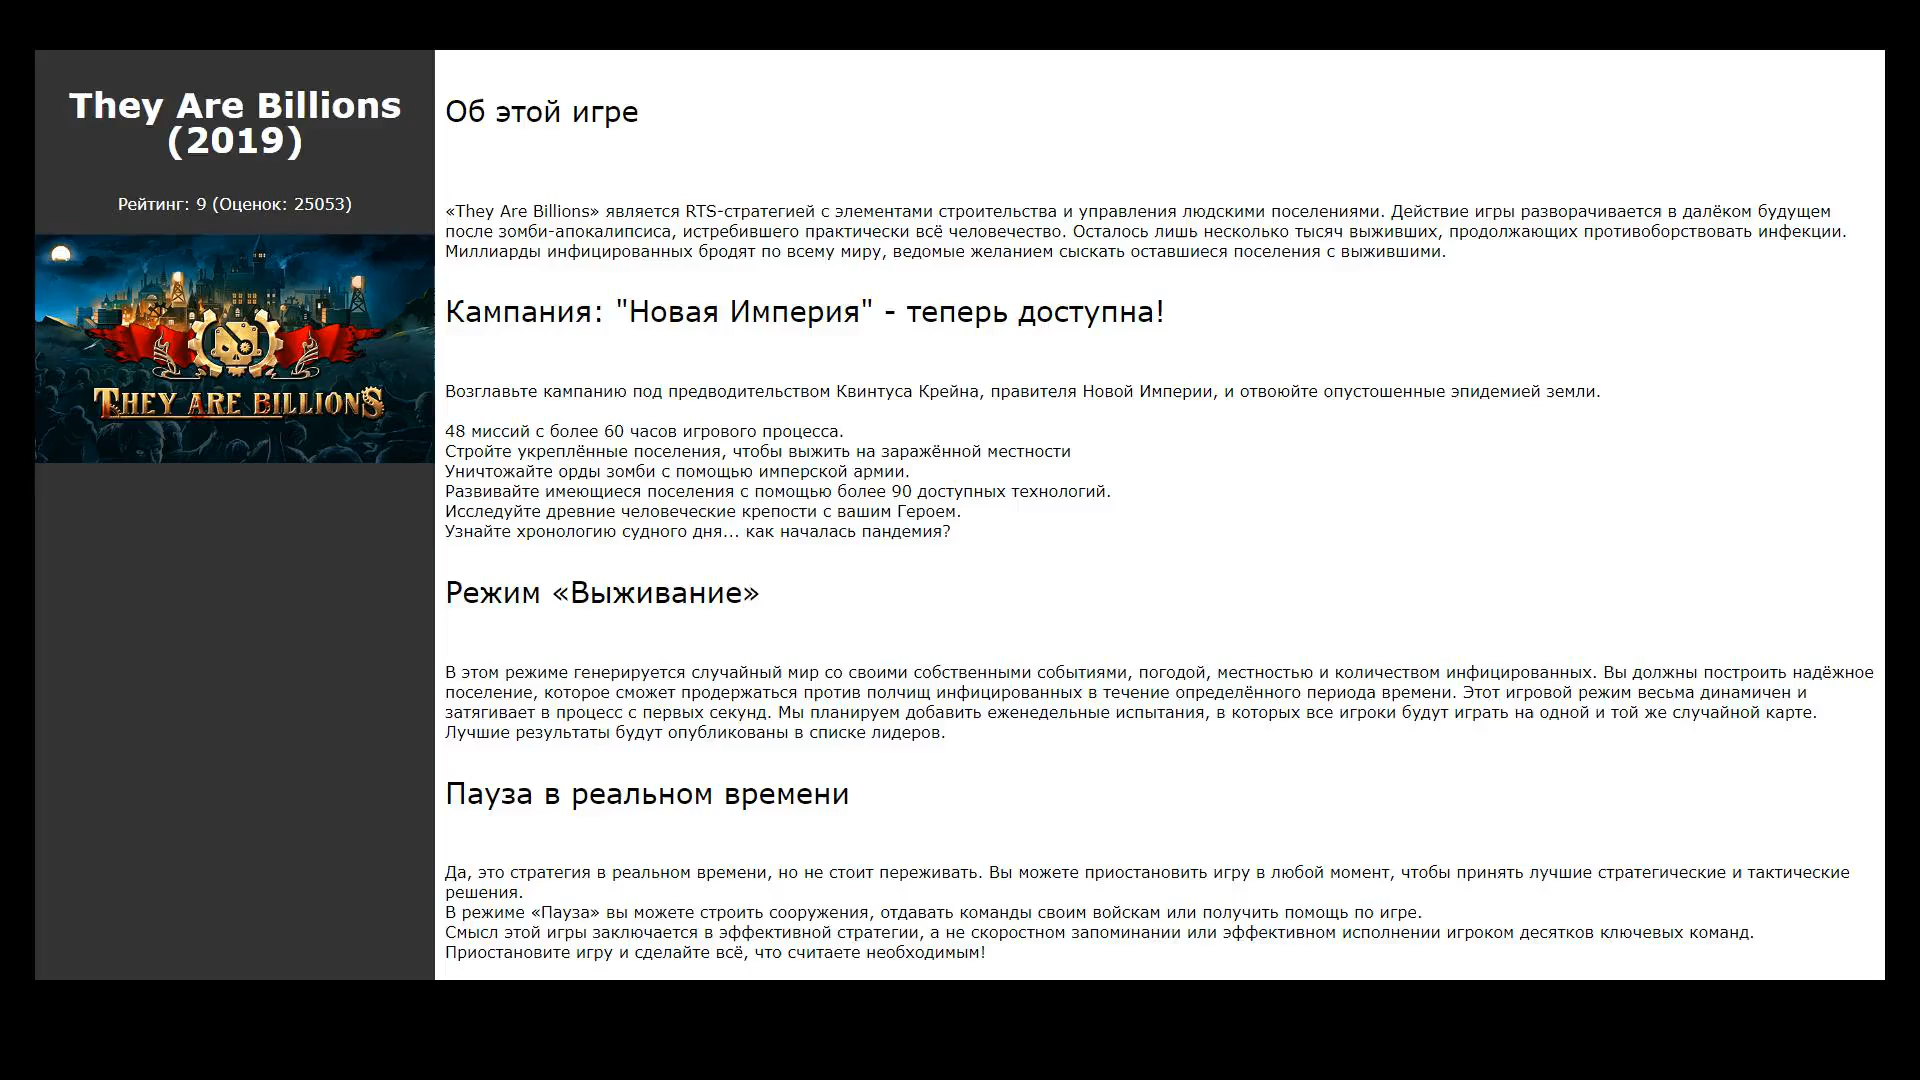 They Are Billions
(2019)
Рейтинг: 9 (Оценок: 25053)
THEY ARE BILLIONS
Об этой игре
«They Are Billions» является RTS-стратегией с элементами строительства и управления людскими поселениями. Действие игры разворачивается в далёком будущем
после зомби-апокалипсиса, истребившего практически всё человечество. Осталось лишь несколько тысяч выживших, продолжающих противоборствовать инфекции.
Миллиарды инфицированных бродят по всему миру, ведомые желанием сыскать оставшиеся поселения с выжившими.
Кампания: "Новая Империя" - теперь доступна!
Возглавьте кампанию под предводительством Квинтуса Крейна, правителя Новой Империи, и отвоюйте опустошенные эпидемией земли.
48 миссий с более 60 часов игрового процесса.
Стройте укреплённые поселения, чтобы выжить на заражённой местности
Уничтожайте орды зомби с помощью имперской армии.
Развивайте имеющиеся поселения с помощью более 90 доступных технологий.
Исследуйте древние человеческие крепости с вашим Героем.
Узнайте хронологию судного дня... как началась пандемия?
Режим «Выживание»
В этом режиме генерируется случайный мир со своими собственными событиями, погодой, местностью и количеством инфицированных. Вы должны построить надёжное
поселение, которое сможет продержаться против полчищ инфицированных в течение определённого периода времени. Этот игровой режим весьма динамичен и
затягивает в процесс с первых секунд. Мы планируем добавить еженедельные испытания, в которых все игроки будут играть на одной и той же случайной карте.
Лучшие результаты будут опубликованы в списке лидеров.
Пауза в реальном времени
Да, это стратегия в реальном времени, но не стоит переживать. Вы можете приостановить игру в любой момент, чтобы принять лучшие стратегические и тактические
решения.
В режиме «Пауза» вы можете строить сооружения, отдавать команды своим войскам или получить помощь по игре.
Смысл этой игры заключается в эффективной стратегии, а не скоростном запоминании или эффективном исполнении игроком десятков ключевых команд.
Приостановите игру и сделайте всё, что считаете необходимым!